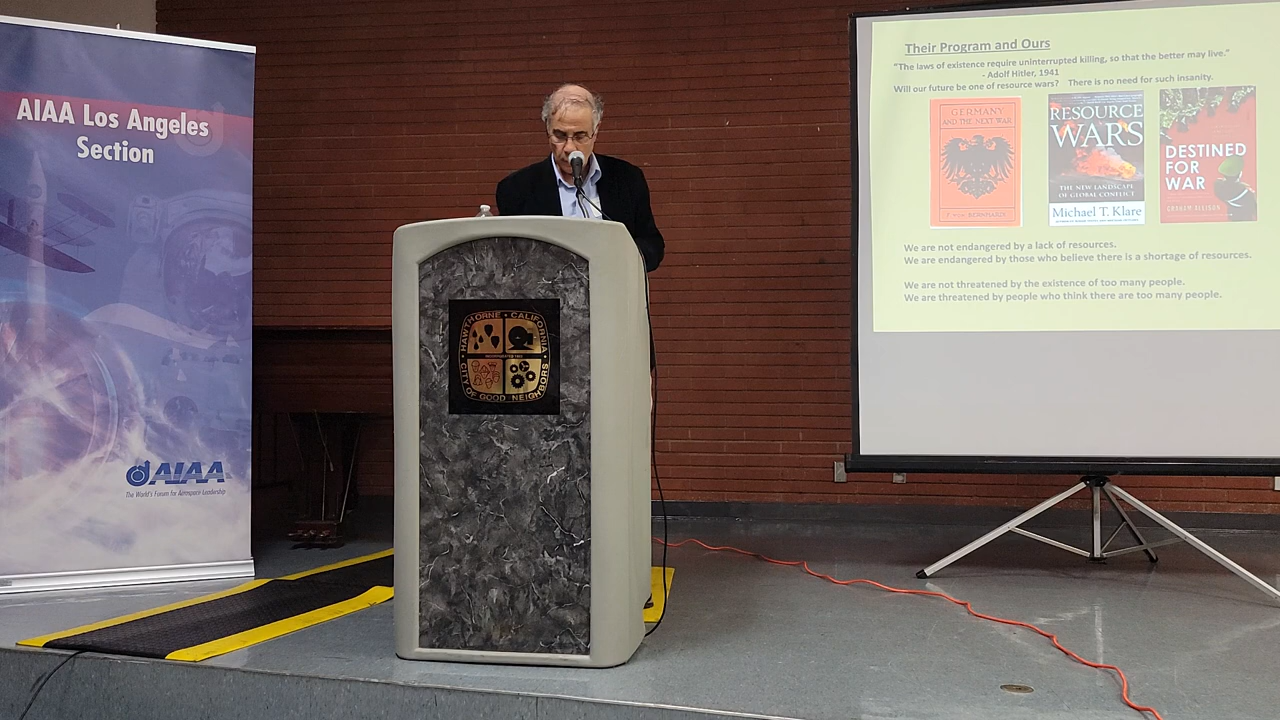 AIAA Los Angeles
Section
AIAA
The World's Forum for Aerospace Leadership
HAWTHORNE • CALIFORNIA
CITY OF GOOD NEIGHBORS
Their Program and Ours
"The laws of existence require uninterrupted killing, so that the better may live."
- Adolf Hitler, 1941
Will our future be one of resource wars? There is no need for such insanity.
GERMANY
AND THE NEXT WAR
F. VON BERNHARDI
RESOURCE
WARS
THE NEW LANDSCAPE
OF GLOBAL CONFLICT
Michael T. Klare
DESTINED
FOR
WAR
GRAHAM ALLISON
We are not endangered by a lack of resources.
We are endangered by those who believe there is a shortage of resources.
We are not threatened by the existence of too many people.
We are threatened by people who think there are too many people.